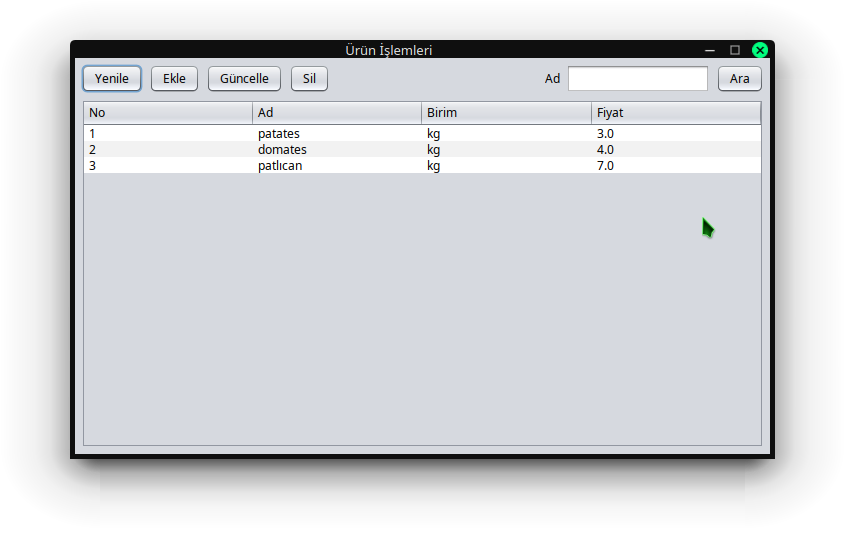 Ürün İşlemleri
Yenile Ekle Güncelle Sil Ad Ara
No Ad Birim Fiyat
1 patates kg 3.0
2 domates kg 4.0
3 patlıcan kg 7.0